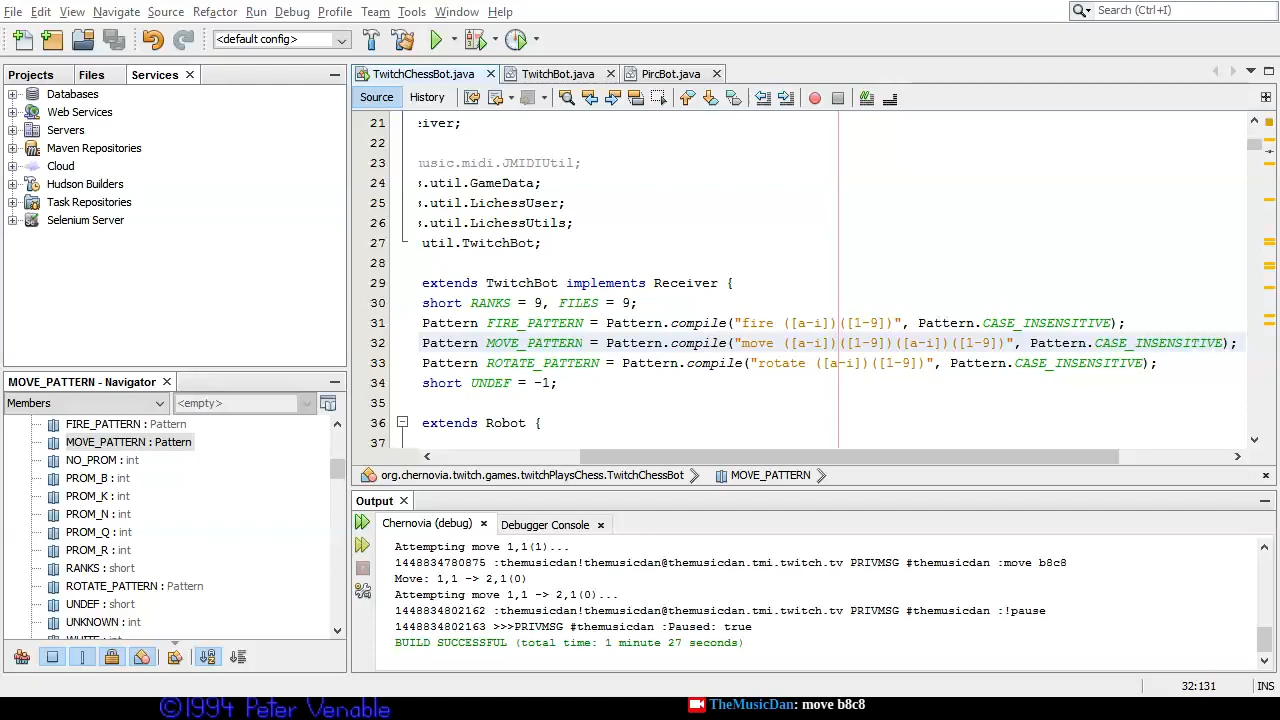 File Edit View Navigate Source Refactor Run Debug Profile Team Tools Window Help
Search (Ctrl+I)
<default config>
Projects Files Services
Databases
Web Services
Servers
Maven Repositories
Cloud
Hudson Builders
Task Repositories
Selenium Server
MOVE_PATTERN - Navigator
Members <empty>
FIRE_PATTERN : Pattern
MOVE_PATTERN : Pattern
NO_PROM : int
PROM_B : int
PROM_K : int
PROM_N : int
PROM_Q : int
PROM_R : int
RANKS : short
ROTATE_PATTERN : Pattern
UNDEF : short
UNKNOWN : int
WHITE : int
TwitchChessBot.java TwitchBot.java PircBot.java
Source History
21 iver;
22
23 music.midi.JMIDIUtil;
24 s.util.GameData;
25 s.util.LichessUser;
26 s.util.LichessUtils;
27 util.TwitchBot;
28
29 extends TwitchBot implements Receiver {
30 short RANKS = 9, FILES = 9;
31 Pattern FIRE_PATTERN = Pattern.compile("fire ([a-i])([1-9])", Pattern.CASE_INSENSITIVE);
32 Pattern MOVE_PATTERN = Pattern.compile("move ([a-i])([1-9])([a-i])([1-9])", Pattern.CASE_INSENSITIVE);
33 Pattern ROTATE_PATTERN = Pattern.compile("rotate ([a-i])([1-9])", Pattern.CASE_INSENSITIVE);
34 short UNDEF = -1;
35
36 extends Robot {
37
org.chernovia.twitch.games.twitchPlaysChess.TwitchChessBot MOVE_PATTERN
Output
Chernovia (debug) Debugger Console
Attempting move 1,1(1)...
1448834780875 :themusicdan!themusicdan@themusicdan.tmi.twitch.tv PRIVMSG #themusicdan :move b8c8
Move: 1,1 -> 2,1(0)
Attempting move 1,1 -> 2,1(0)...
1448834802162 :themusicdan!themusicdan@themusicdan.tmi.twitch.tv PRIVMSG #themusicdan :!pause
1448834802163 >>>PRIVMSG #themusicdan :Paused: true
BUILD SUCCESSFUL (total time: 1 minute 27 seconds)
32:131 INS
©1994 Peter Venable
TheMusicDan: move b8c8